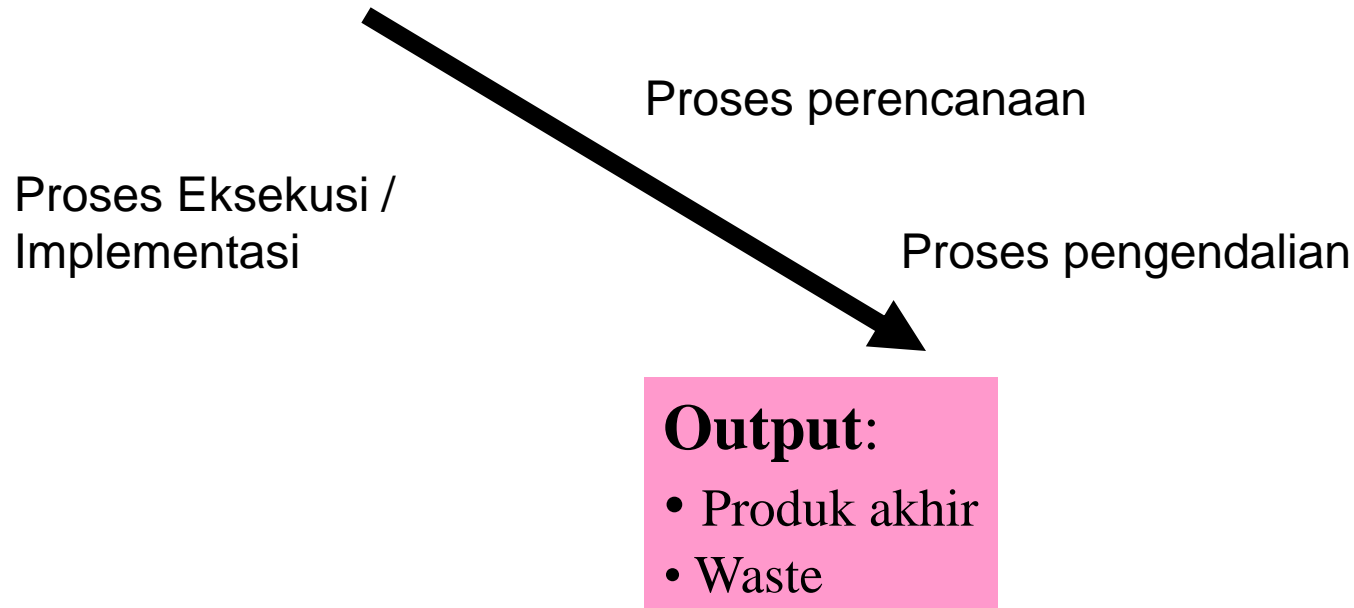 Proses perencanaan
Proses Eksekusi /
Implementasi
Proses pengendalian
Output:
• Produk akhir
• Waste